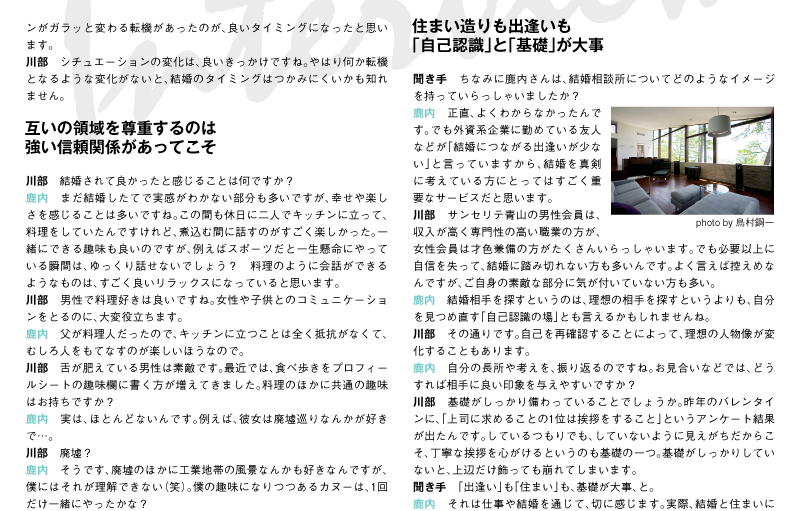 ンがガラッと変わる転機があったのが、良いタイミングになったと思い
ます。
川部　シチュエーションの変化は、良いきっかけですね。やはり何か転機
となるような変化がないと、結婚のタイミングはつかみにくいかも知れ
ません。
互いの領域を尊重するのは
強い信頼関係があってこそ
川部　結婚されて良かったと感じることは何ですか?
鹿内　まだ結婚したてで実感がわかない部分も多いですが、幸せや楽し
さを感じることは多いですね。この間も休日に二人でキッチンに立って、
料理をしていたんですけれど、煮込む間に話すのがすごく楽しかった。一
緒にできる趣味も良いのですが、例えばスポーツだと一生懸命にやって
いる瞬間は、ゆっくり話せないでしょう?　料理のように会話ができる
ようなものは、すごく良いリラックスになっていると思います。
川部　男性で料理好きは良いですね。女性や子供とのコミュニケーショ
ンをとるのに、大変役立ちます。
鹿内　父が料理人だったので、キッチンに立つことは全く抵抗がなくて、
むしろ人をもてなすのが楽しいほうなので。
川部　舌が肥えている男性は素敵です。最近では、食べ歩きをプロフィー
ルシートの趣味欄に書く方が増えてきました。料理のほかに共通の趣味
はお持ちですか?
鹿内　実は、ほとんどないんです。例えば、彼女は廃墟巡りなんかが好き
で…。
川部　廃墟?
鹿内　そうです、廃墟のほかに工業地帯の風景なんかも好きなんですが、
僕にはそれが理解できない(笑)。僕の趣味になりつつあるカヌーは、1回
だけ一緒にやったかな?
住まい造りも出逢いも
「自己認識」と「基礎」が大事
聞き手　ちなみに鹿内さんは、結婚相談所についてどのようなイメージ
を持っていらっしゃいましたか?
鹿内　正直、よくわからなかったんで
す。でも外資系企業に勤めている友人
などが「結婚につながる出逢いが少な
い」と言っていますから、結婚を真剣
に考えている方にとってはすごく重
要なサービスだと思います。
川部　サンセリテ青山の男性会員は、
収入が高く専門性の高い職業の方が、
女性会員は才色兼備の方がたくさんいらっしゃいます。でも必要以上に
自信を失って、結婚に踏み切れない方も多いんです。よく言えば控えめな
んですが、ご自身の素敵な部分に気が付いていない方も多い。
鹿内　結婚相手を探すというのは、理想の相手を探すというよりも、自分
を見つめ直す「自己認識の場」とも言えるかもしれませんね。
川部　その通りです。自己を再確認することによって、理想の人物像が変
化することもあります。
鹿内　自分の長所や考えを、振り返るのですね。お見合いなどでは、どう
すれば相手に良い印象を与えやすいですか?
川部　基礎がしっかり備わっていることでしょうか。昨年のバレンタイ
ンに、「上司に求めることの1位は挨拶をすること」というアンケート結果
が出たんです。しているつもりでも、していないように見えがちだからこ
そ、丁寧な挨拶を心がけるというのも基礎の一つ。基礎がしっかりしてい
ないと、上辺だけ飾っても崩れてしまいます。
聞き手　「出逢い」も「住まい」も、基礎が大事、と。
鹿内　それは仕事や結婚を通じて、切に感じます。実際、結婚と住まいに
photo by 鳥村鋼一
Interview